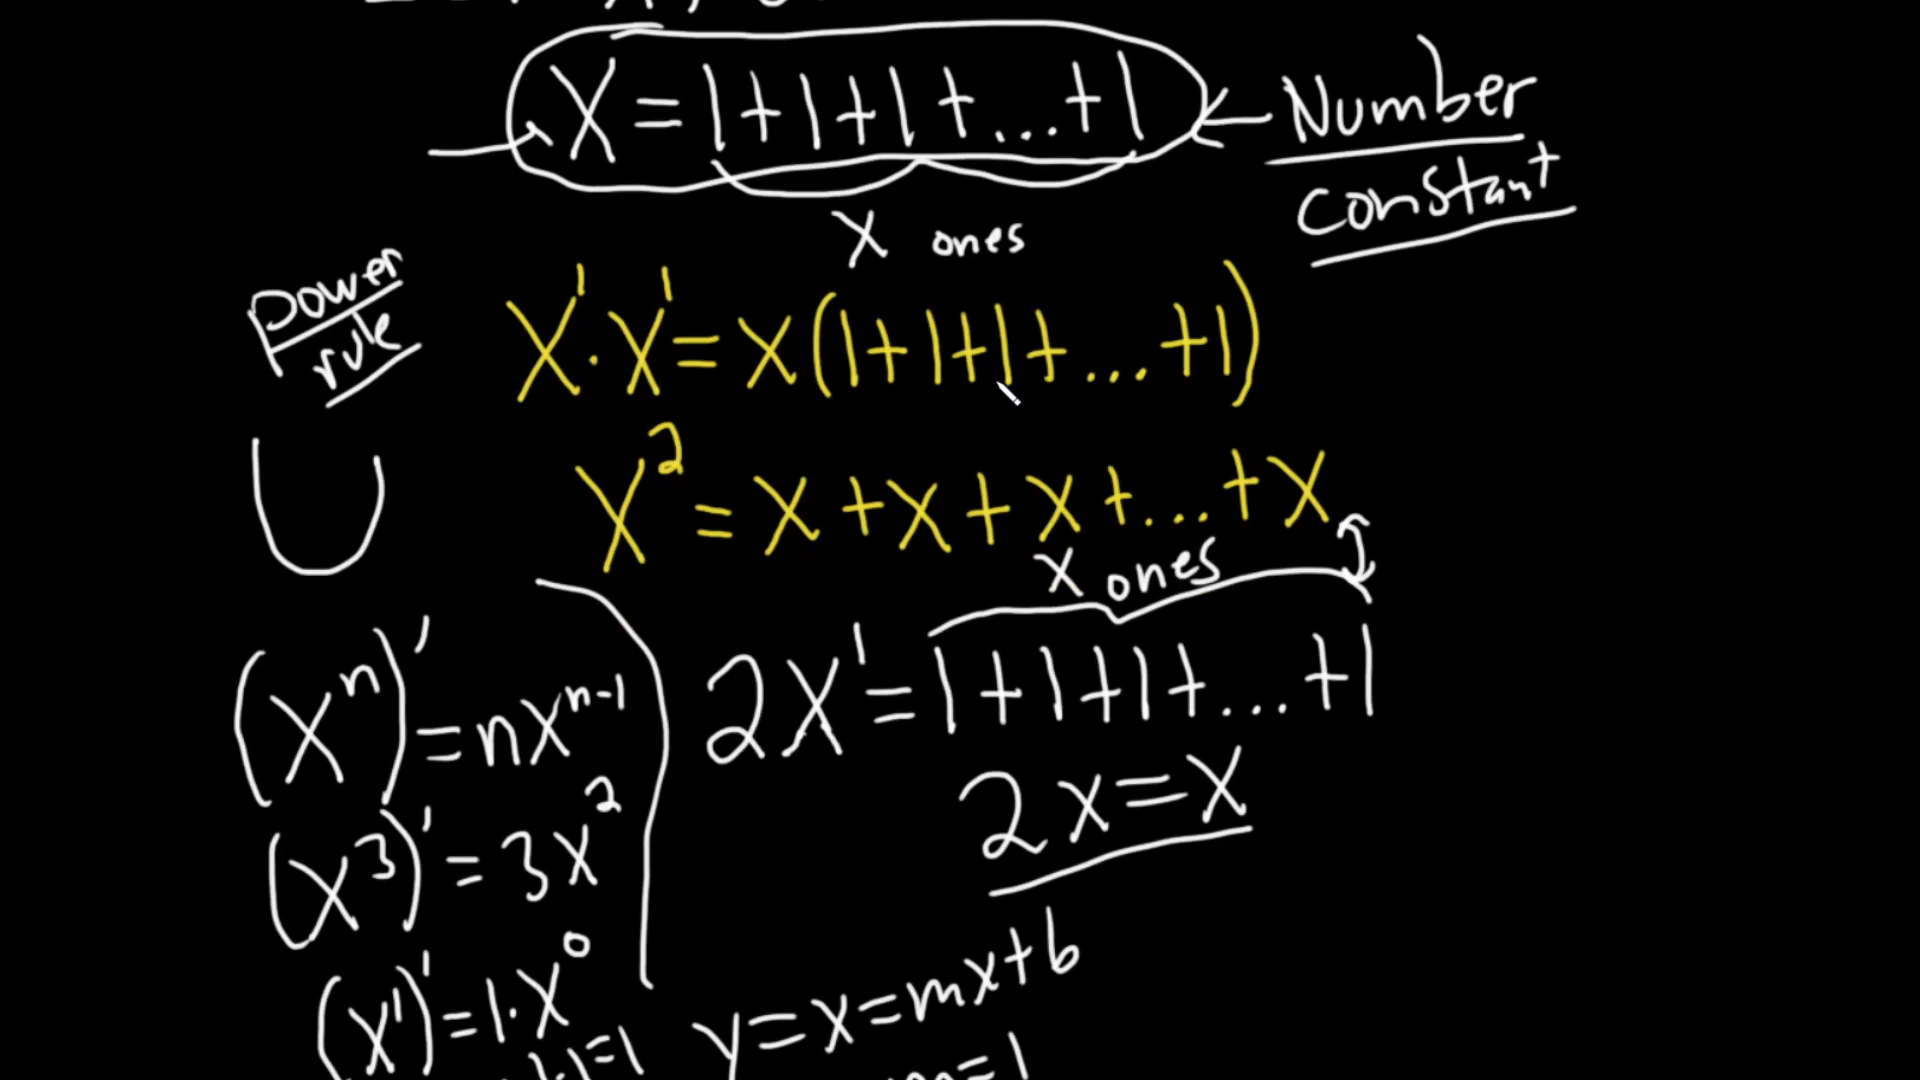 X = 1+1+1+...+1
Number
constant
X ones
power
rule
X¹·X¹ = x(1+1+1+...+1)
X² = x+x+x+...+x
X ones
(xⁿ)' = nxⁿ⁻¹
2X¹ = 1+1+1+...+1
2x=x
(x³)' = 3x²
(x¹)' = 1·x⁰
y=x=mx+b